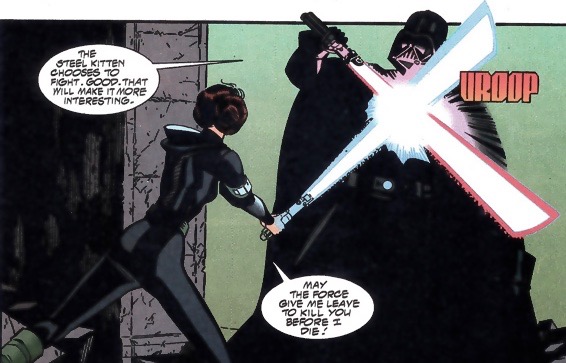 THE
STEEL KITTEN
CHOOSES TO
FIGHT. GOOD. THAT
WILL MAKE IT MORE
INTERESTING.
VROOP
MAY
THE FORCE
GIVE ME LEAVE
TO KILL YOU
BEFORE I
DIE!